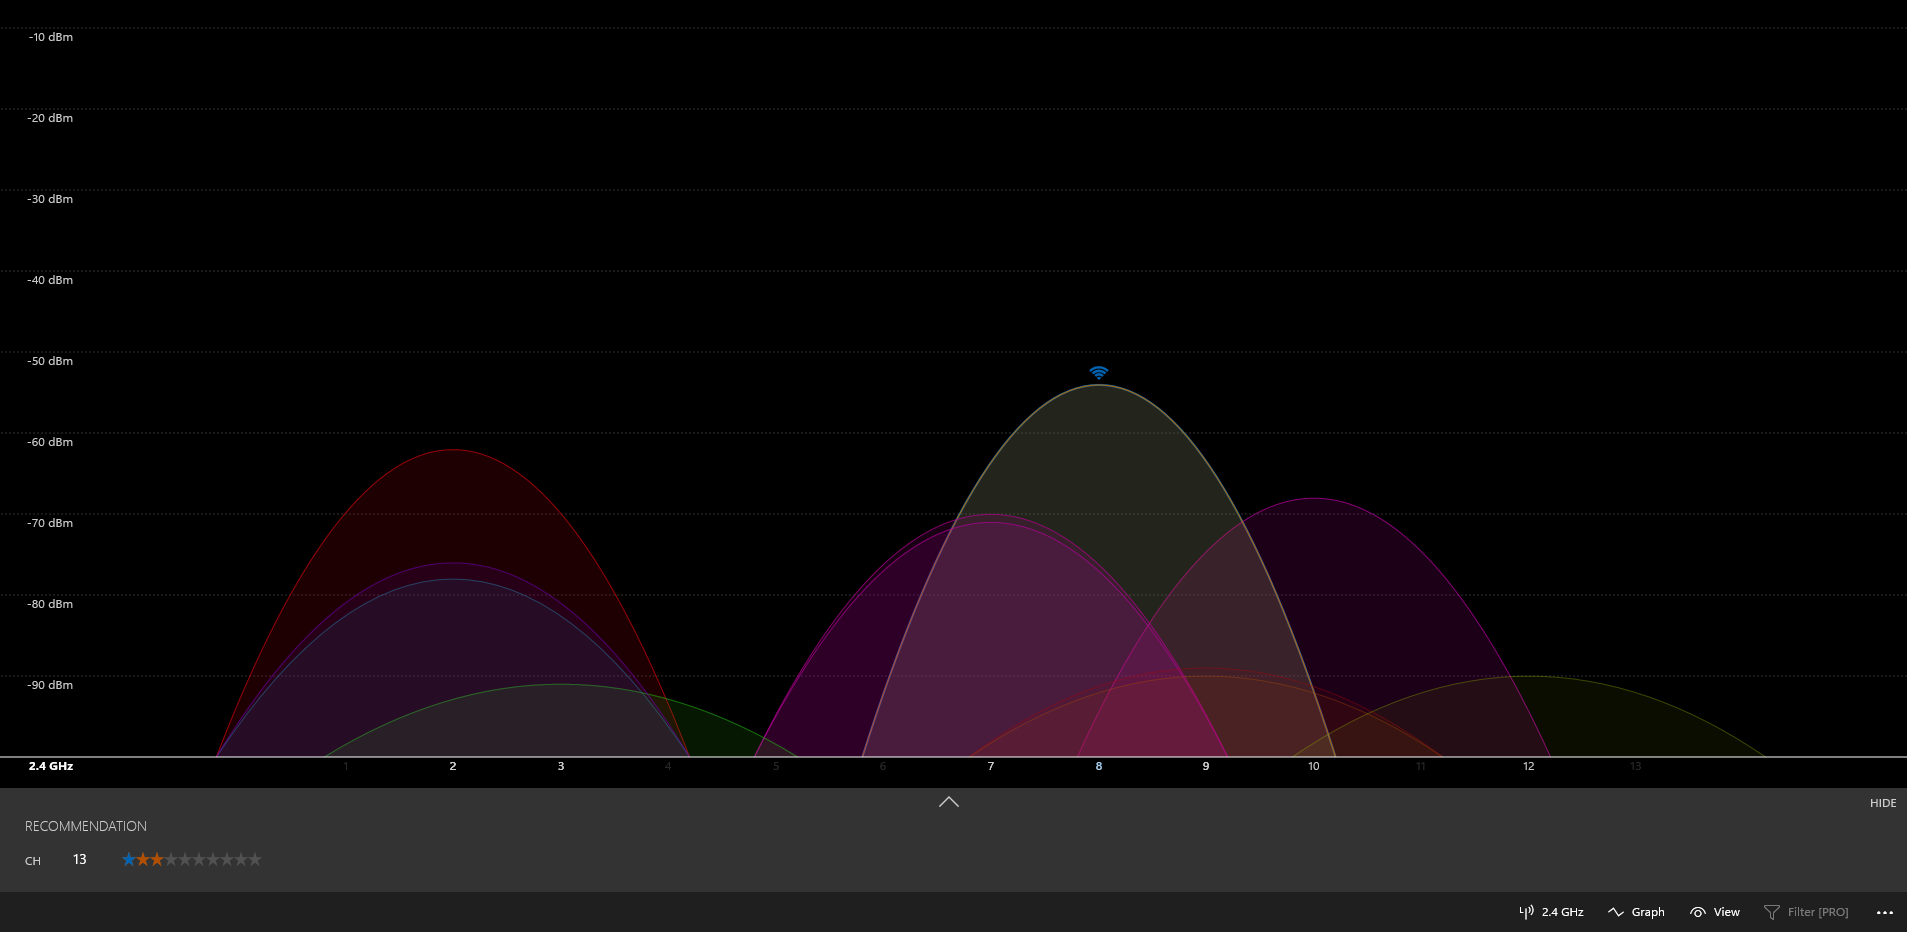 -10 dBm
-20 dBm
-30 dBm
-40 dBm
-50 dBm
-60 dBm
-70 dBm
-80 dBm
-90 dBm
2.4 GHz 1 2 3 4 5 6 7 8 9 10 11 12 13
HIDE
RECOMMENDATION
CH 13
2.4 GHz Graph View Filter [PRO]